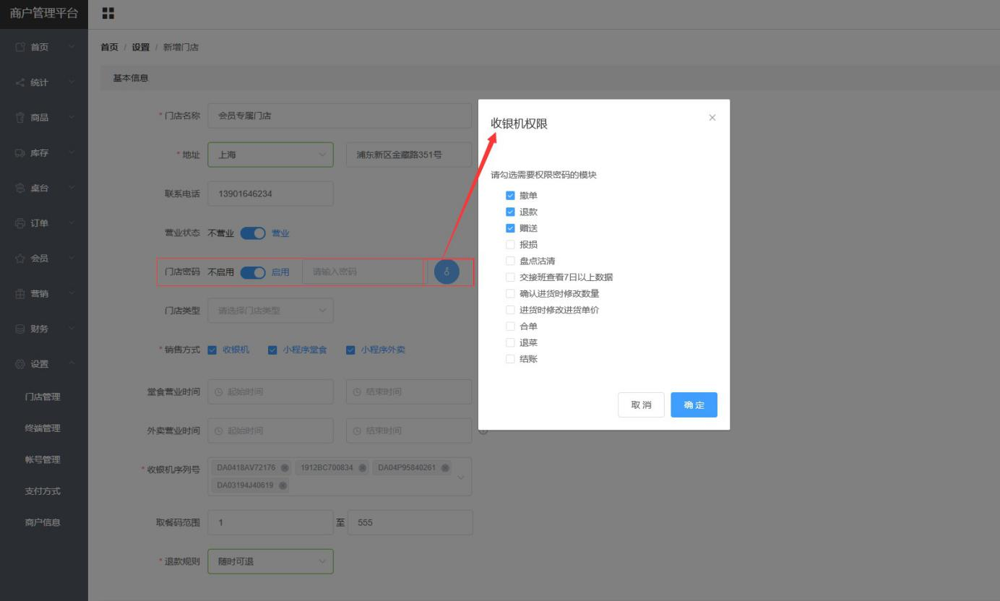 商户管理平台
首页
统计
商品
库存
桌台
订单
会员
营销
财务
设置
门店管理
终端管理
帐号管理
支付方式
商户信息
首页 / 设置 / 新增门店
基本信息
* 门店名称 会员专属门店
* 地址 上海 浦东新区金藏路351号
联系电话 13901646234
营业状态 不营业 营业
门店密码 不启用 启用 请输入密码
门店类型 请选择门店类型
* 销售方式 收银机 小程序堂食 小程序外卖
堂食营业时间 起始时间 结束时间
外卖营业时间 起始时间 结束时间
* 收银机序列号 DA0418AV72176 1912BC700834 DA04P95840261
DA03194J40619
取餐码范围 1 至 555
* 退款规则 随时可退
收银机权限
请勾选需要权限密码的模块
撤单
退款
赠送
报损
盘点沽清
交接班查看7日以上数据
确认进货时修改数量
进货时修改进货单价
合单
退菜
结账
取消 确定